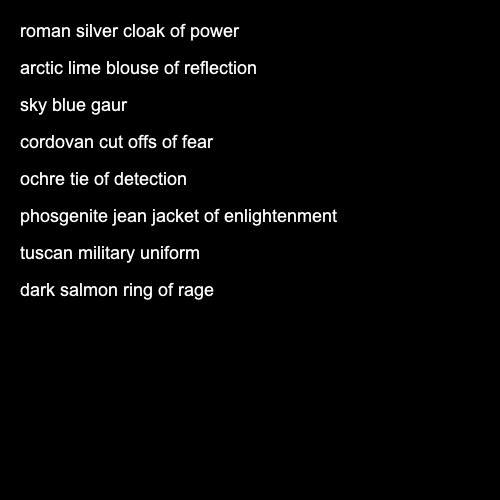 roman silver cloak of power
arctic lime blouse of reflection
sky blue gaur
cordovan cut offs of fear
ochre tie of detection
phosgenite jean jacket of enlightenment
tuscan military uniform
dark salmon ring of rage